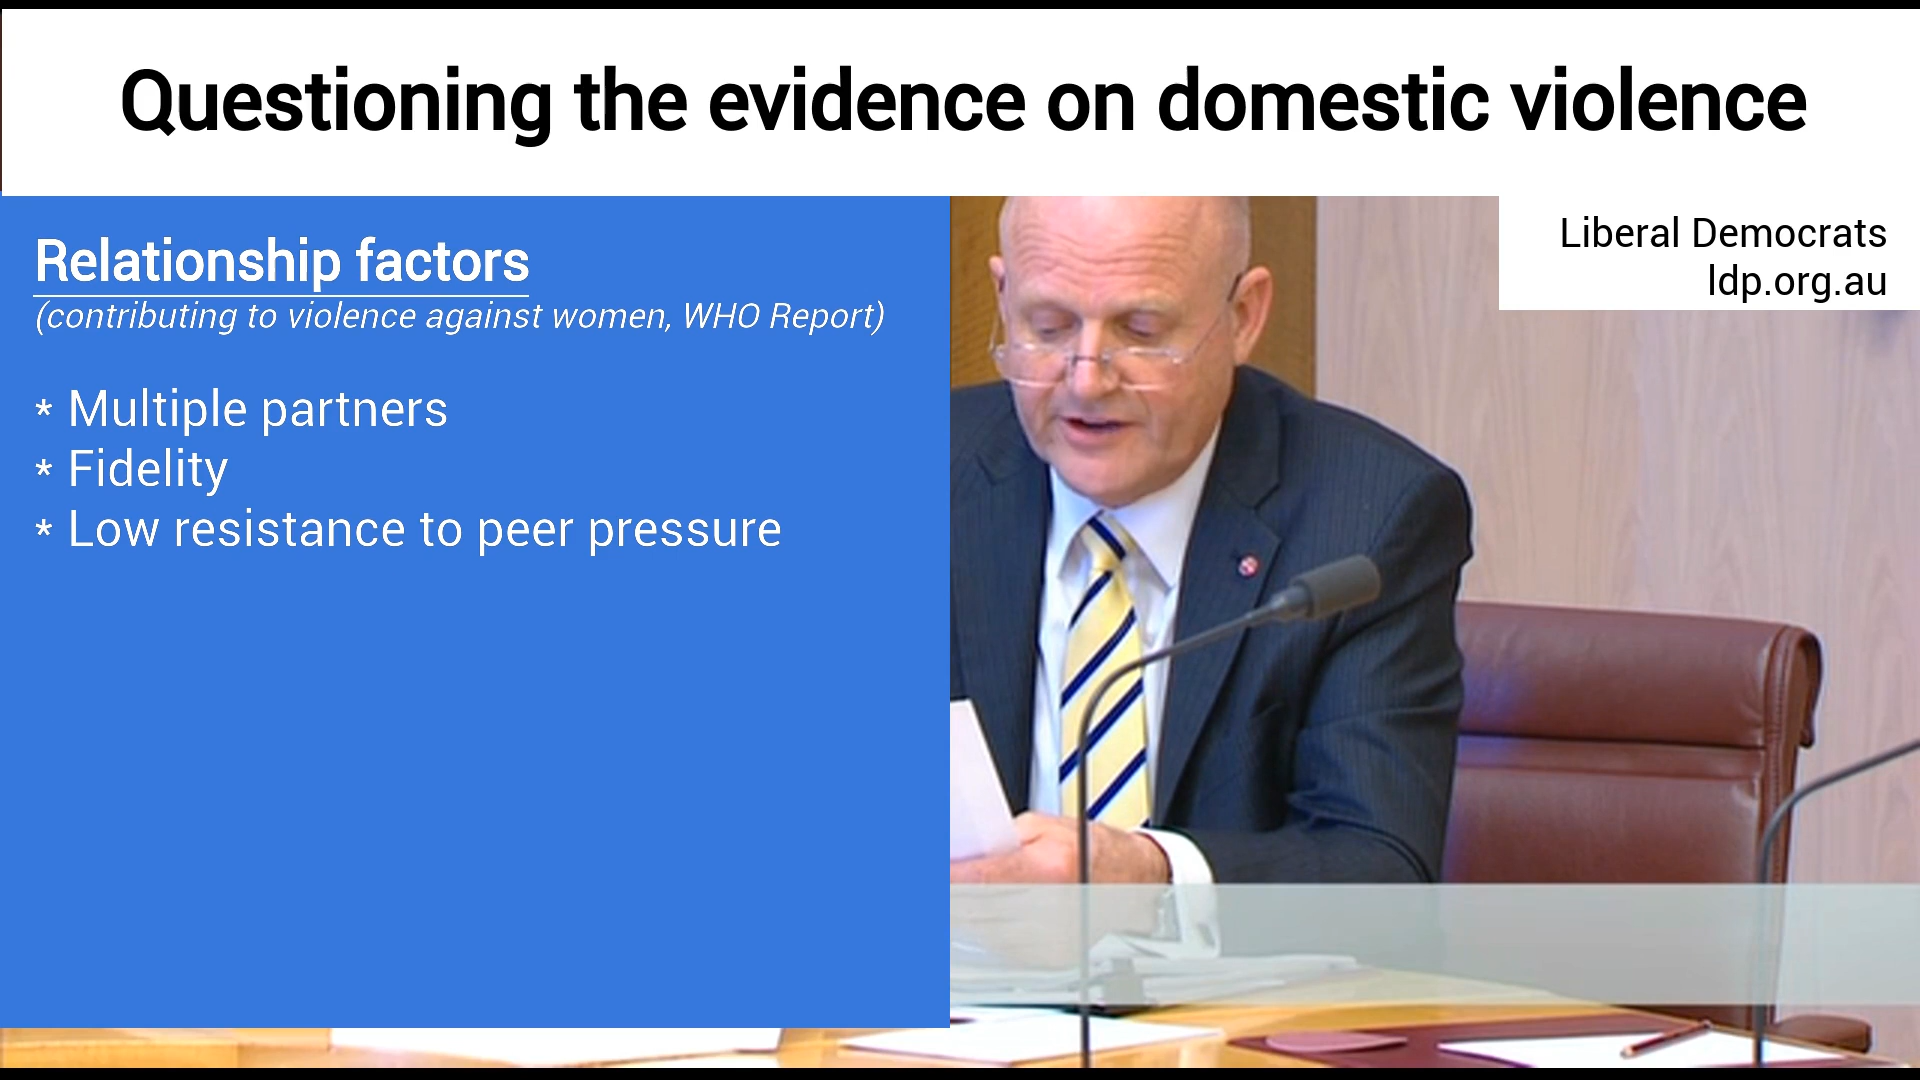 Questioning the evidence on domestic violence
Liberal Democrats
ldp.org.au
Relationship factors
(contributing to violence against women, WHO Report)
* Multiple partners
* Fidelity
* Low resistance to peer pressure